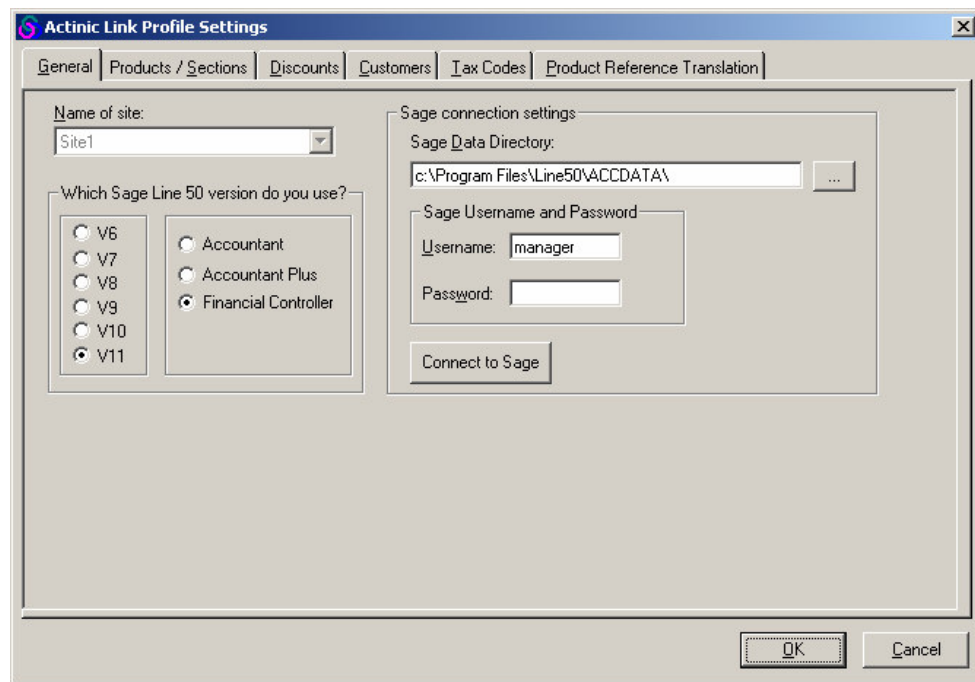 Actinic Link Profile Settings
General Products / Sections Discounts Customers Tax Codes Product Reference Translation
Name of site:
Site1
Which Sage Line 50 version do you use?
V6
V7
V8
V9
V10
V11
Accountant
Accountant Plus
Financial Controller
Sage connection settings
Sage Data Directory:
c:\Program Files\Line50\ACCDATA\ ...
Sage Username and Password
Username: manager
Password:
Connect to Sage
OK Cancel